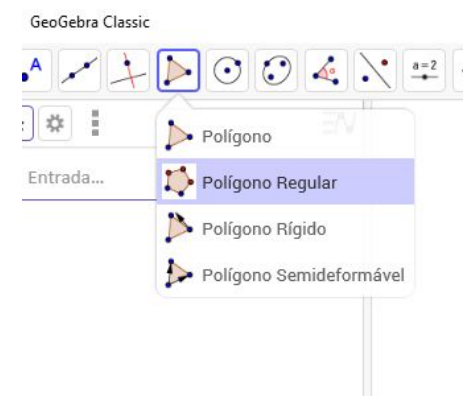 GeoGebra Classic
A
a = 2
Entrada...
Polígono
Polígono Regular
Polígono Rígido
Polígono Semideformável